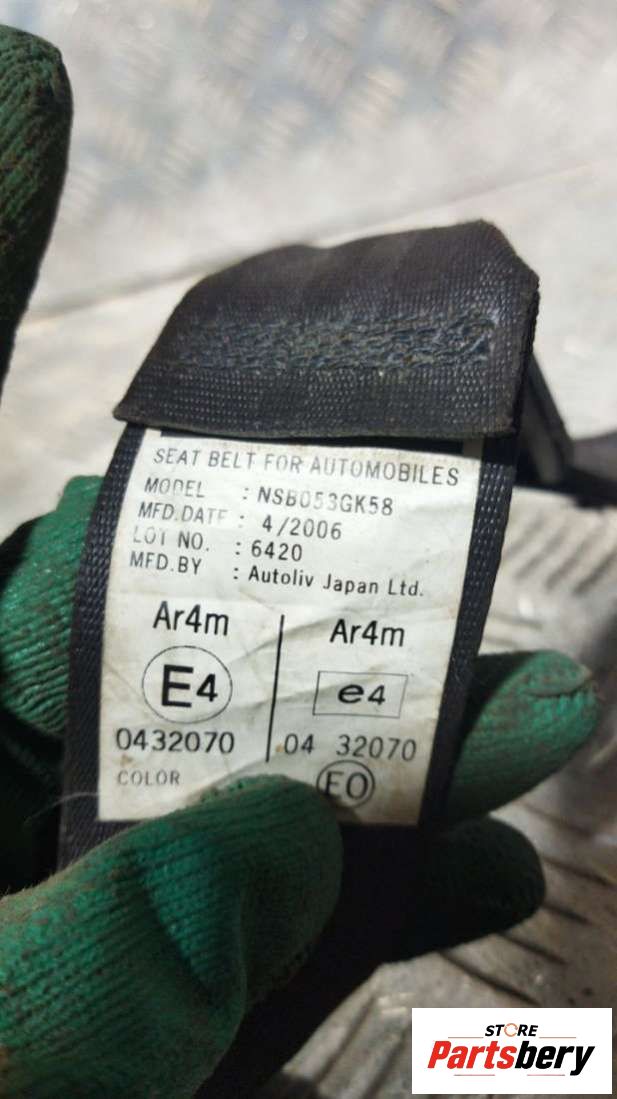 SEAT BELT FOR AUTOMOBILES
MODEL : NSB053GK58
MFD.DATE : 4/2006
LOT NO. : 6420
MFD.BY : Autoliv Japan Ltd.
Ar4m Ar4m
E4 e4
0432070 04 32070
COLOR EO
STORE
Partsbery